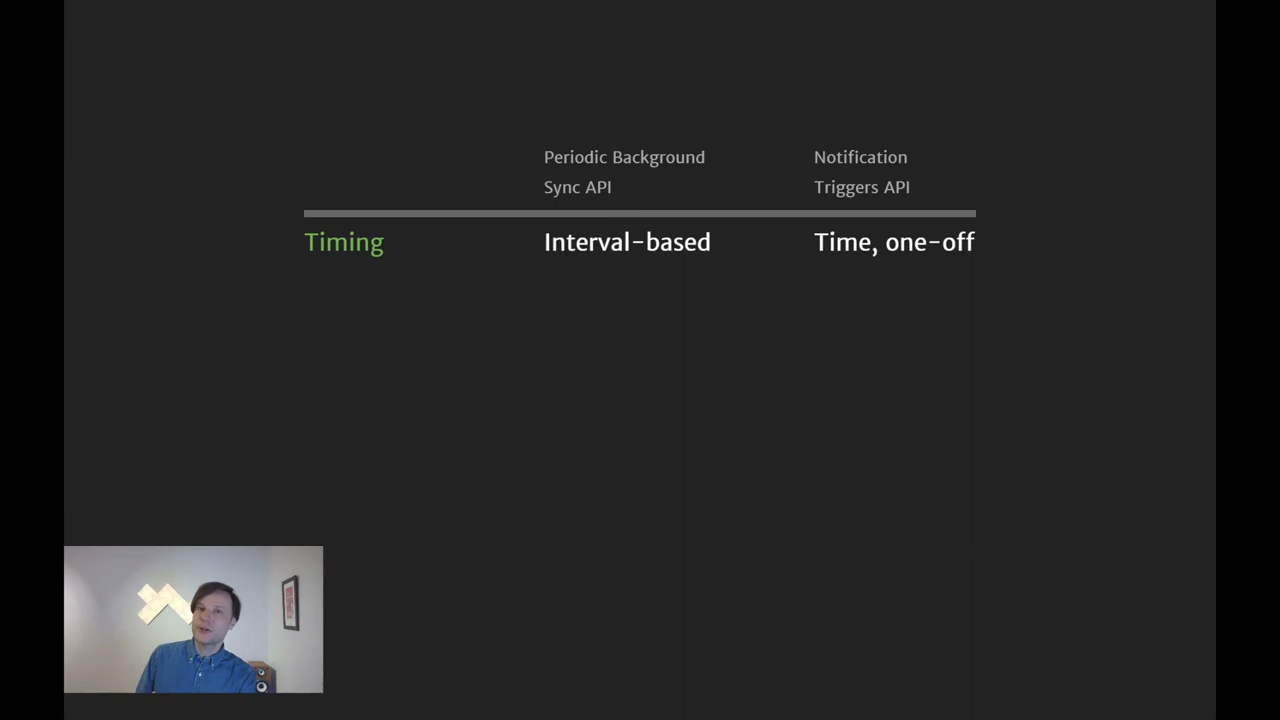 Periodic Background
Sync API
Notification
Triggers API
Timing
Interval-based
Time, one-off